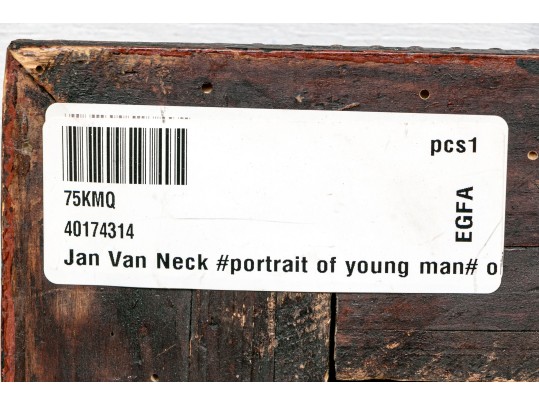 pcs1
75KMQ
EGFA
40174314
Jan Van Neck #portrait of young man# o